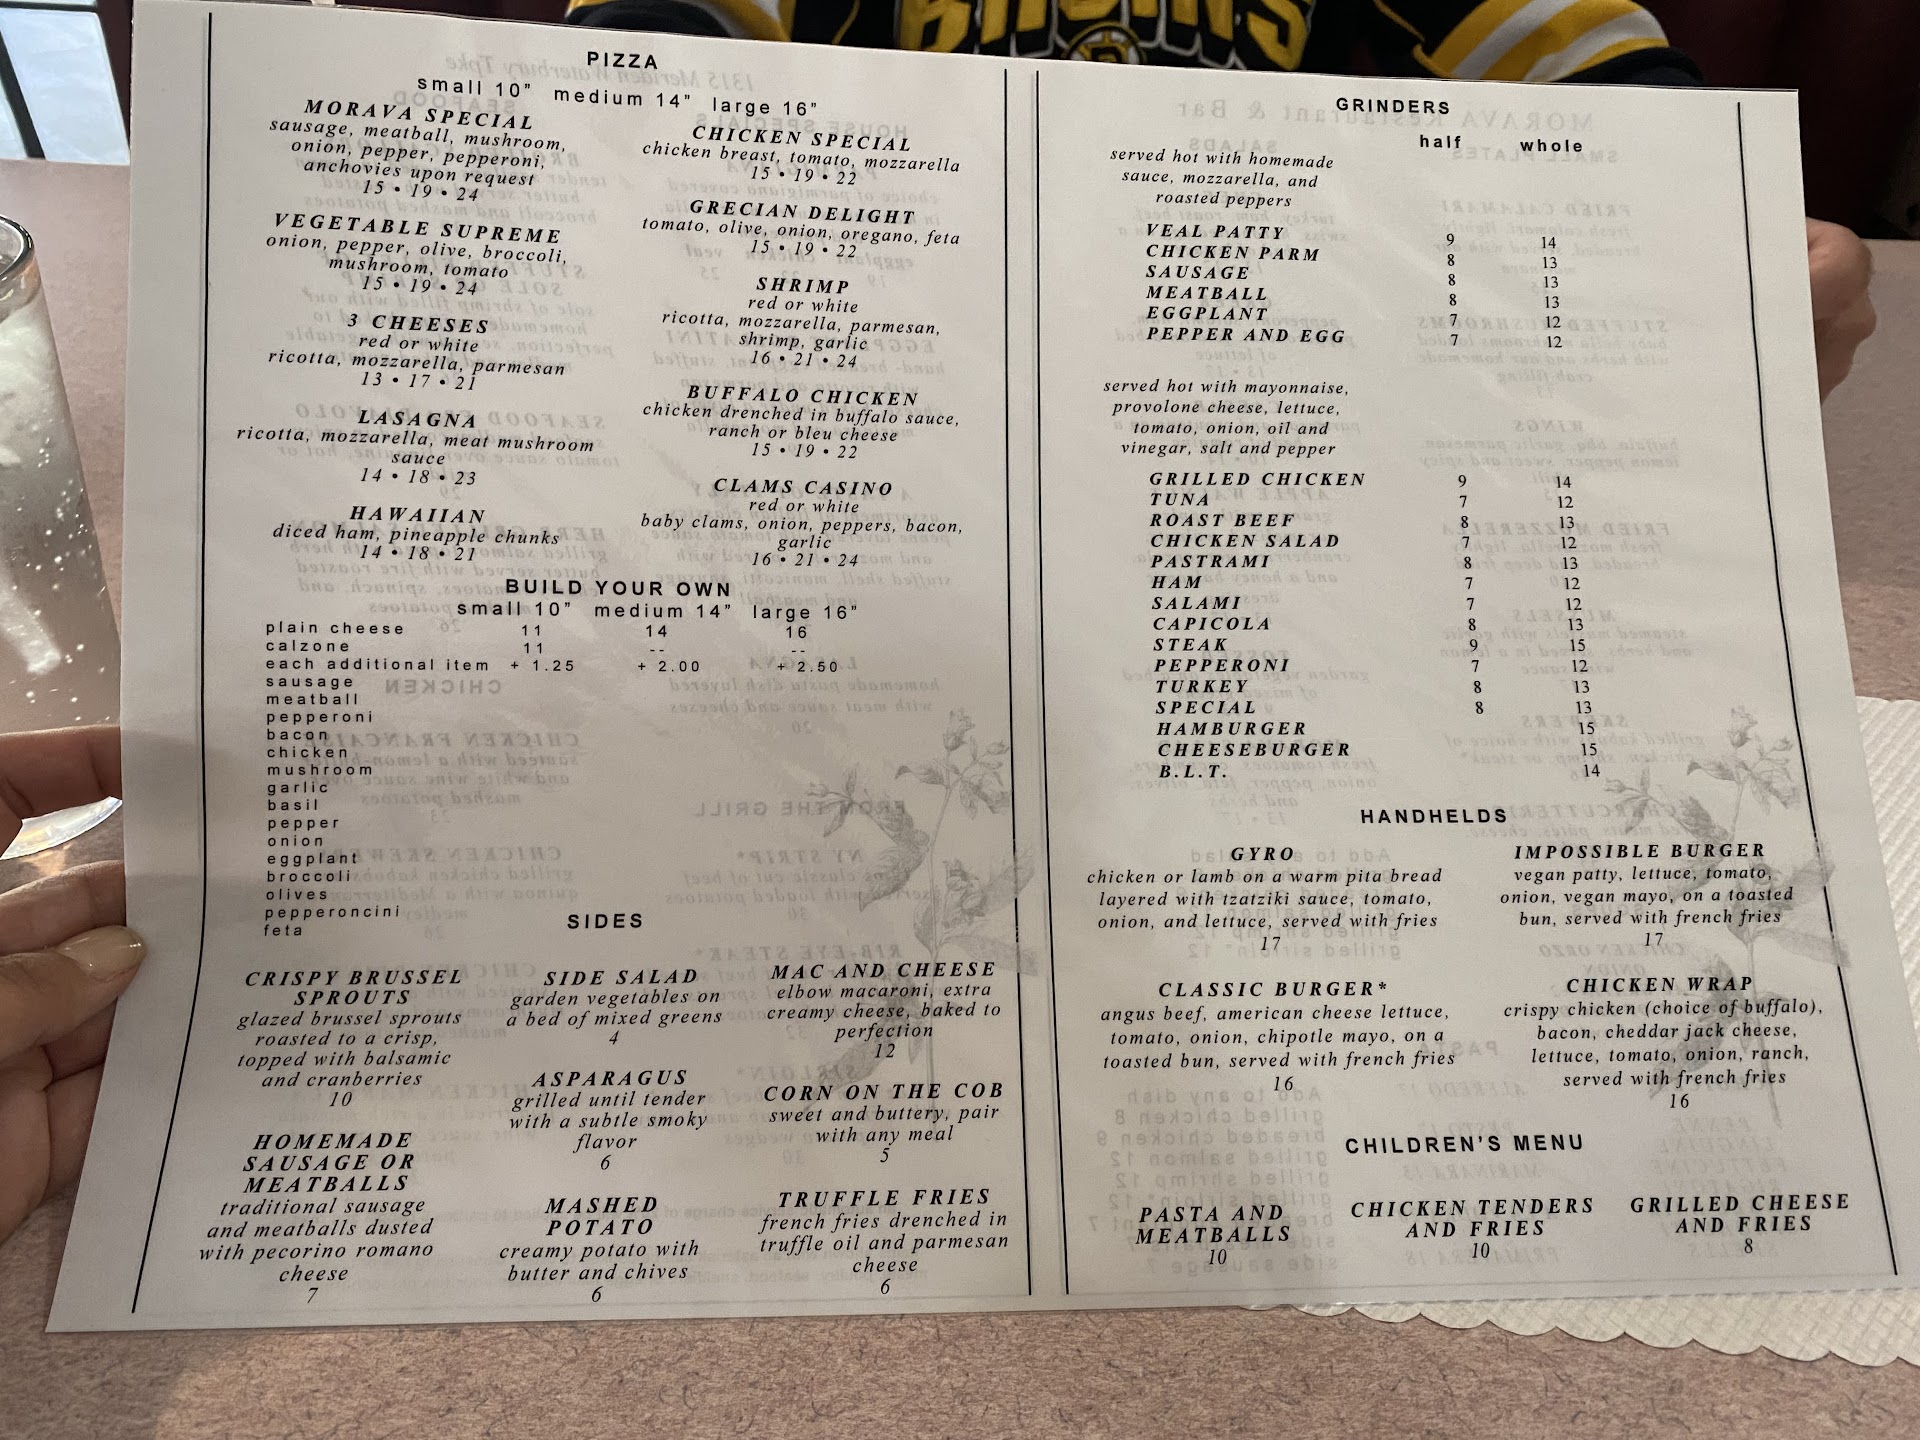 BRUINS
PIZZA
small 10" medium 14" large 16"
MORAVA SPECIAL
sausage, meatball, mushroom,
onion, pepper, pepperoni,
anchovies upon request
15 • 19 • 24
VEGETABLE SUPREME
onion, pepper, olive, broccoli,
mushroom, tomato
15 • 19 • 24
3 CHEESES
red or white
ricotta, mozzarella, parmesan
13 • 17 • 21
LASAGNA
ricotta, mozzarella, meat mushroom
sauce
14 • 18 • 23
HAWAIIAN
diced ham, pineapple chunks
14 • 18 • 21
CHICKEN SPECIAL
chicken breast, tomato, mozzarella
15 • 19 • 22
GRECIAN DELIGHT
tomato, olive, onion, oregano, feta
15 • 19 • 22
SHRIMP
red or white
ricotta, mozzarella, parmesan,
shrimp, garlic
16 • 21 • 24
BUFFALO CHICKEN
chicken drenched in buffalo sauce,
ranch or bleu cheese
15 • 19 • 22
CLAMS CASINO
red or white
baby clams, onion, peppers, bacon,
garlic
16 • 21 • 24
BUILD YOUR OWN
small 10" medium 14" large 16"
plain cheese 11 14 16
calzone 11 -- --
each additional item + 1.25 + 2.00 + 2.50
sausage
meatball
pepperoni
bacon
chicken
mushroom
garlic
basil
pepper
onion
eggplant
broccoli
olives
pepperoncini
feta
SIDES
CRISPY BRUSSEL
SPROUTS
glazed brussel sprouts
roasted to a crisp,
topped with balsamic
and cranberries
10
HOMEMADE
SAUSAGE OR
MEATBALLS
traditional sausage
and meatballs dusted
with pecorino romano
cheese
7
SIDE SALAD
garden vegetables on
a bed of mixed greens
4
ASPARAGUS
grilled until tender
with a subtle smoky
flavor
6
MASHED
POTATO
creamy potato with
butter and chives
6
MAC AND CHEESE
elbow macaroni, extra
creamy cheese, baked to
perfection
12
CORN ON THE COB
sweet and buttery, pair
with any meal
5
TRUFFLE FRIES
french fries drenched in
truffle oil and parmesan
cheese
6
GRINDERS
half whole
served hot with homemade
sauce, mozzarella, and
roasted peppers
VEAL PATTY 9 14
CHICKEN PARM 8 13
SAUSAGE 8 13
MEATBALL 8 13
EGGPLANT 7 12
PEPPER AND EGG 7 12
served hot with mayonnaise,
provolone cheese, lettuce,
tomato, onion, oil and
vinegar, salt and pepper
GRILLED CHICKEN 9 14
TUNA 7 12
ROAST BEEF 8 13
CHICKEN SALAD 7 12
PASTRAMI 8 13
HAM 7 12
SALAMI 7 12
CAPICOLA 8 13
STEAK 9 15
PEPPERONI 7 12
TURKEY 8 13
SPECIAL 8 13
HAMBURGER 15
CHEESEBURGER 15
B.L.T. 14
HANDHELDS
GYRO
chicken or lamb on a warm pita bread
layered with tzatziki sauce, tomato,
onion, and lettuce, served with fries
17
IMPOSSIBLE BURGER
vegan patty, lettuce, tomato,
onion, vegan mayo, on a toasted
bun, served with french fries
17
CLASSIC BURGER*
angus beef, american cheese lettuce,
tomato, onion, chipotle mayo, on a
toasted bun, served with french fries
16
CHICKEN WRAP
crispy chicken (choice of buffalo),
bacon, cheddar jack cheese,
lettuce, tomato, onion, ranch,
served with french fries
16
CHILDREN'S MENU
PASTA AND
MEATBALLS
10
CHICKEN TENDERS
AND FRIES
10
GRILLED CHEESE
AND FRIES
8